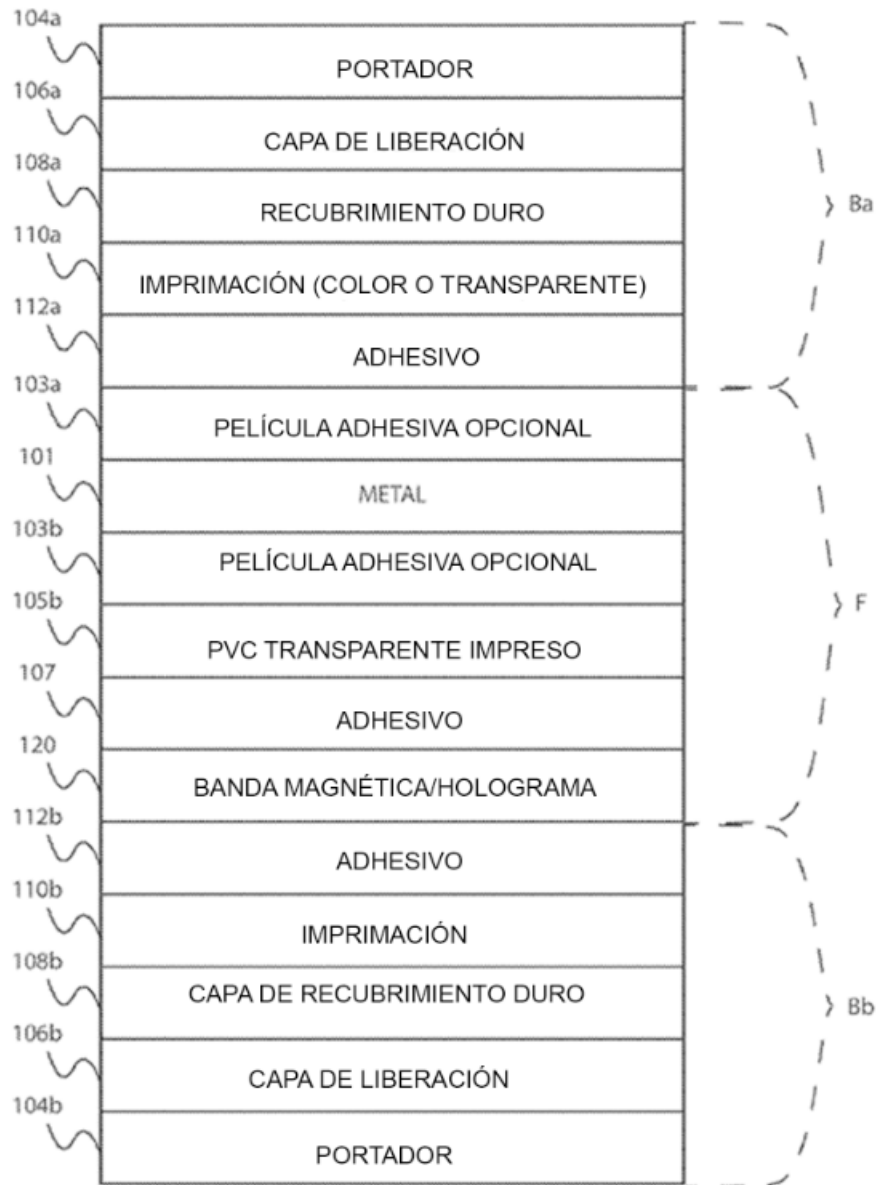 104a
PORTADOR
106a
CAPA DE LIBERACIÓN
108a
RECUBRIMIENTO DURO
Ba
110a
IMPRIMACIÓN (COLOR O TRANSPARENTE)
112a
ADHESIVO
103a
PELÍCULA ADHESIVA OPCIONAL
101
METAL
103b
PELÍCULA ADHESIVA OPCIONAL
105b
F
PVC TRANSPARENTE IMPRESO
107
ADHESIVO
120
BANDA MAGNÉTICA/HOLOGRAMA
112b
ADHESIVO
110b
IMPRIMACIÓN
108b
CAPA DE RECUBRIMIENTO DURO
Bb
106b
CAPA DE LIBERACIÓN
104b
PORTADOR